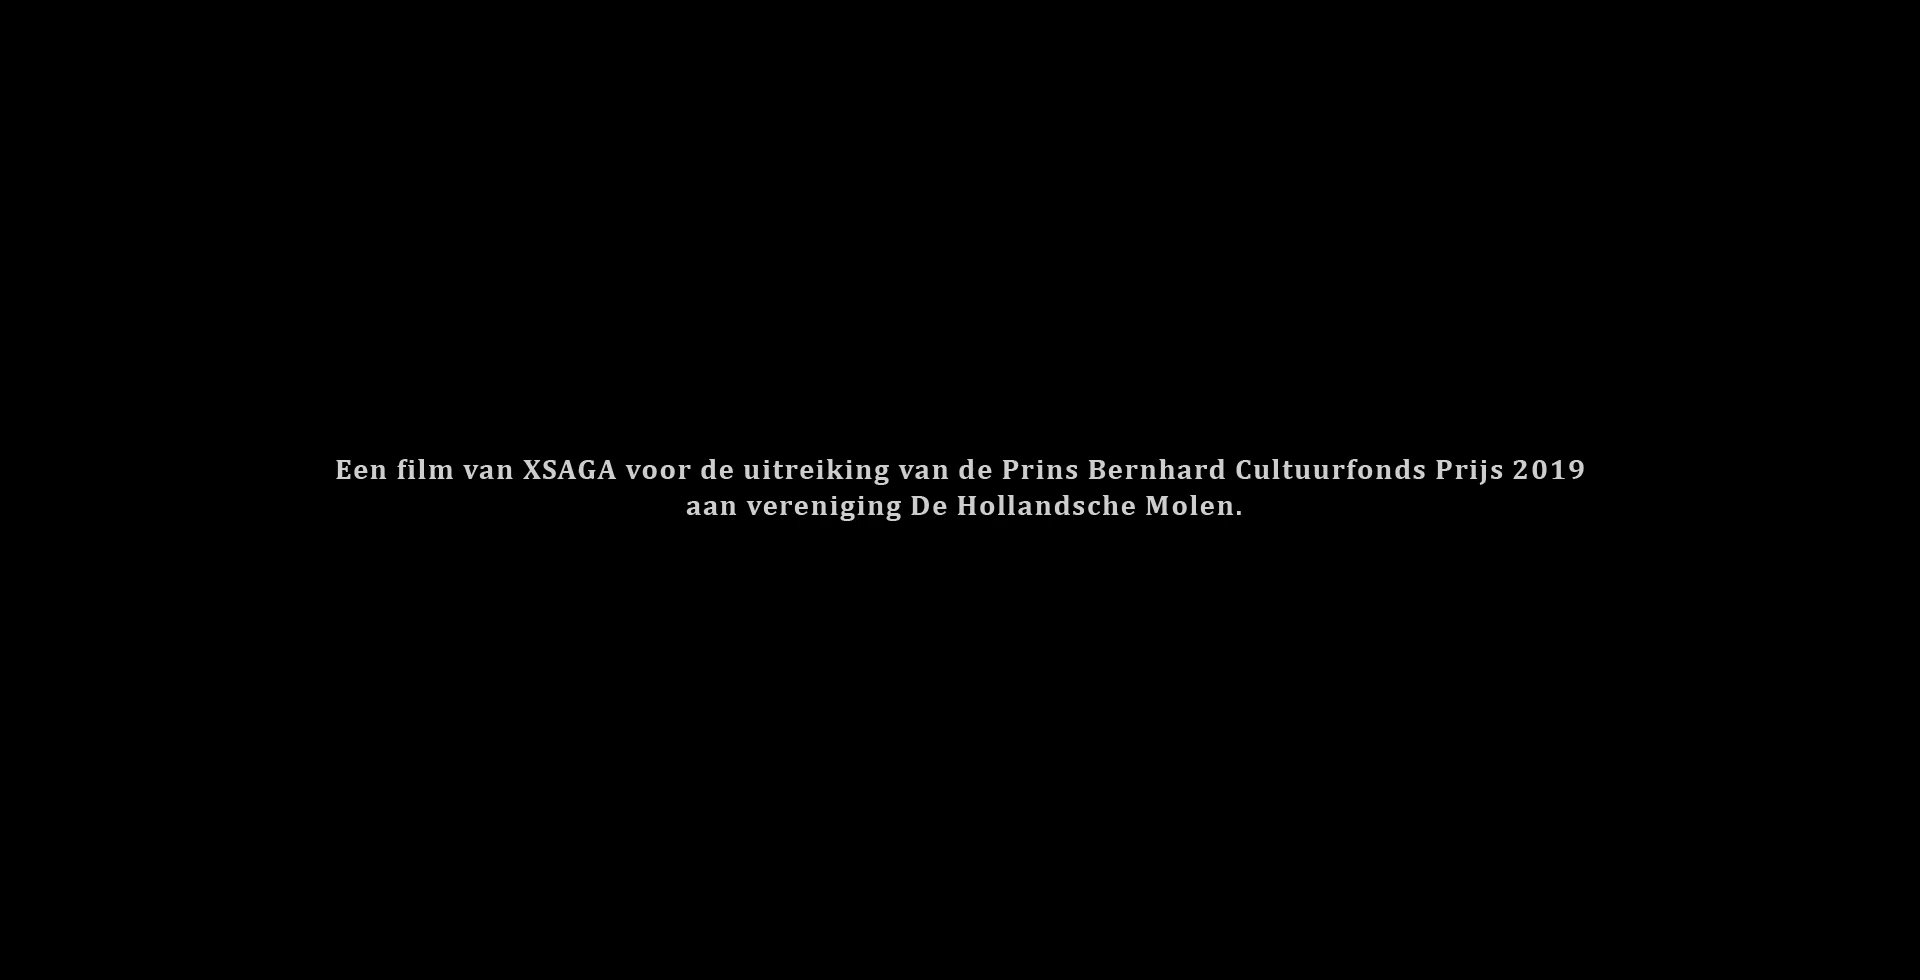 Een film van XSAGA voor de uitreiking van de Prins Bernhard Cultuurfonds Prijs 2019
aan vereniging De Hollandsche Molen.